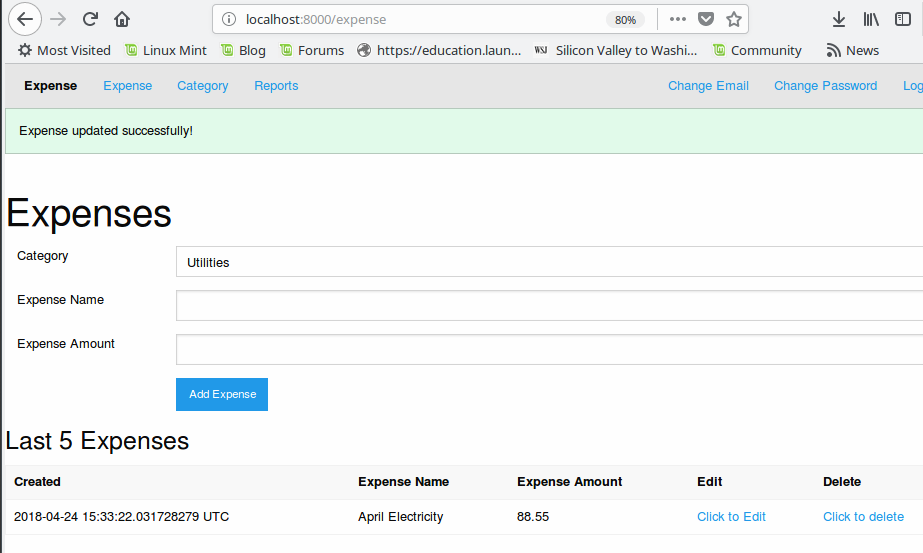 localhost:8000/expense 80%
Most Visited Linux Mint Blog Forums https://education.laun... WSJ Silicon Valley to Washi... Community News
Expense Expense Category Reports Change Email Change Password Log
Expense updated successfully!
Expenses
Category Utilities
Expense Name
Expense Amount
Add Expense
Last 5 Expenses
Created Expense Name Expense Amount Edit Delete
2018-04-24 15:33:22.031728279 UTC April Electricity 88.55 Click to Edit Click to delete